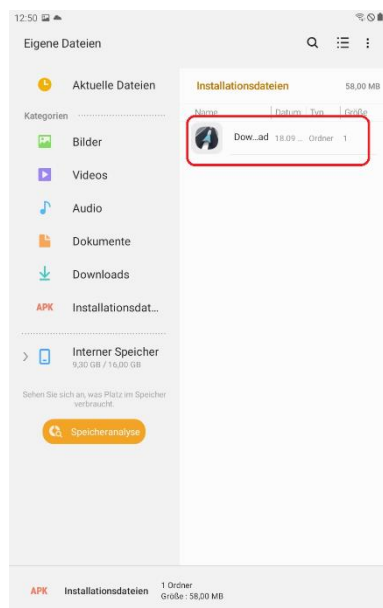 12:50
Eigene Dateien
Aktuelle Dateien
Kategorien
Bilder
Videos
Audio
Dokumente
Downloads
APK Installationsdat...
Interner Speicher
9,30 GB / 16,00 GB
Sehen Sie sich an, was Platz im Speicher
verbraucht.
Speicheranalyse
Installationsdateien 58,00 MB
Name Datum Typ Größe
Dow...ad 18.09 ... Ordner 1
APK Installationsdateien
1 Ordner
Größe : 58,00 MB